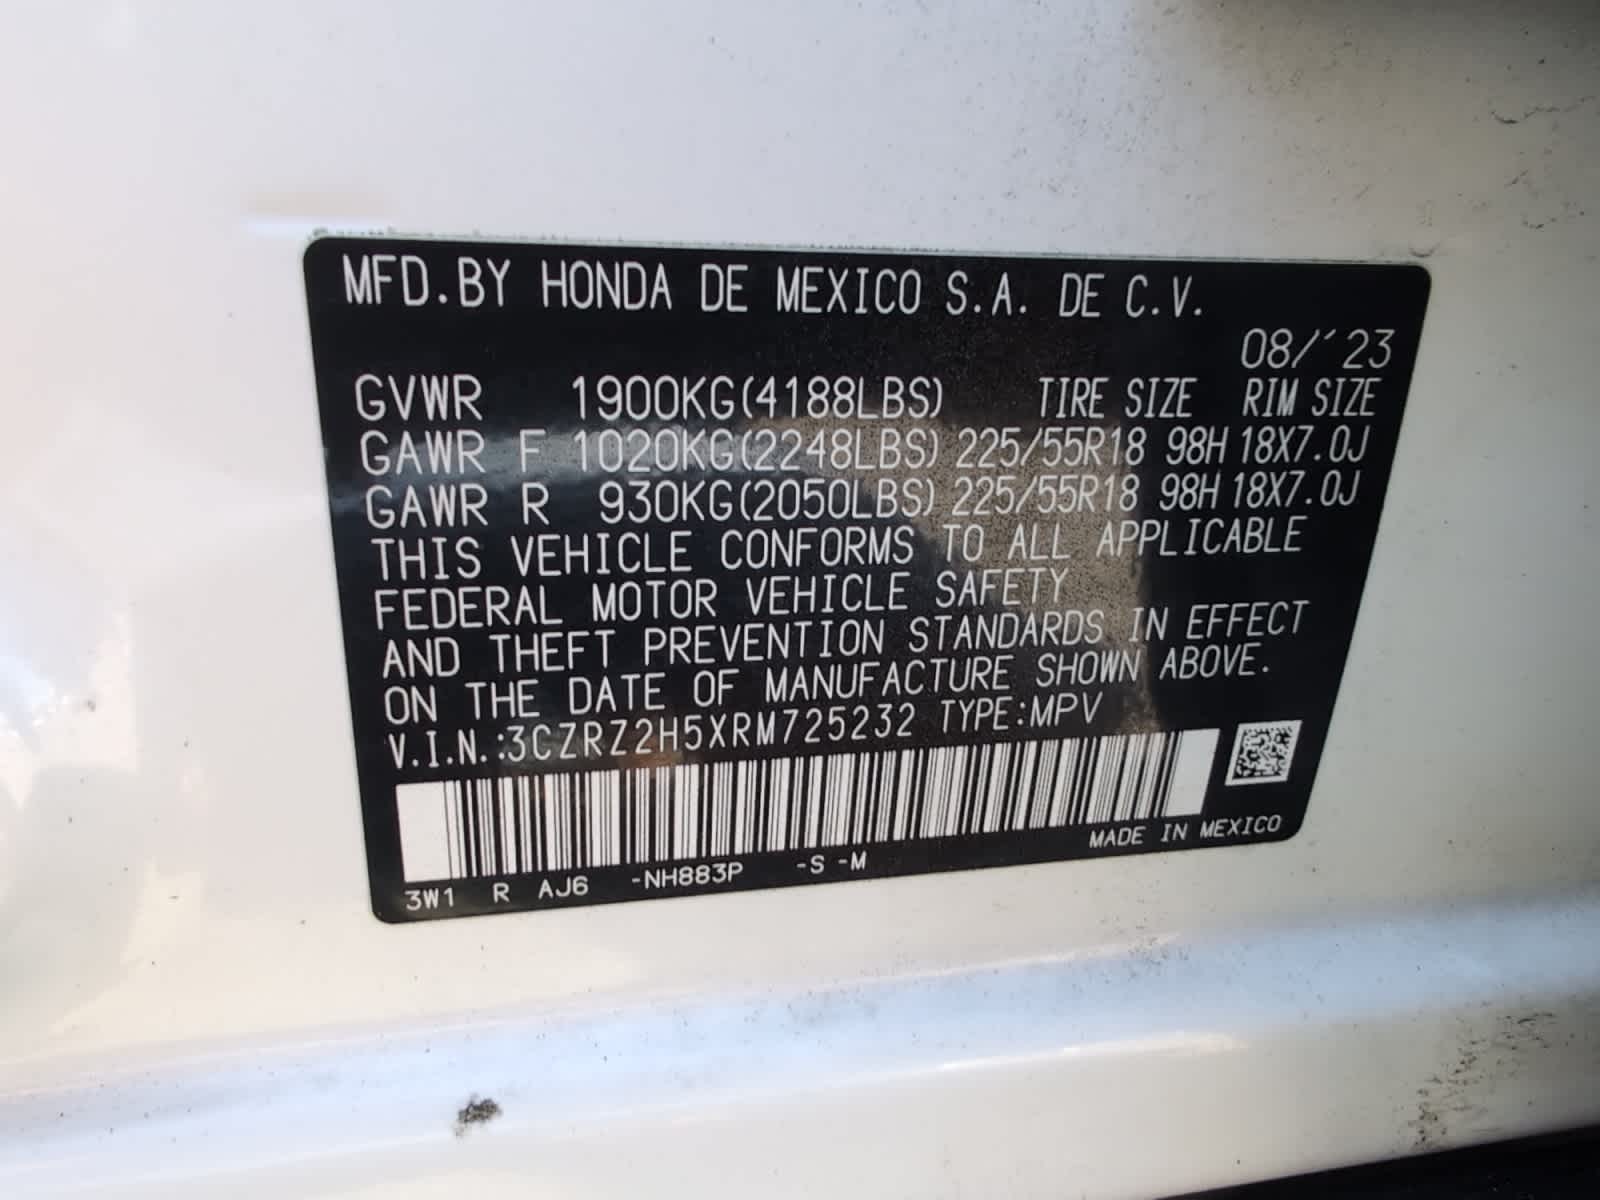 MFD.BY HONDA DE MEXICO S.A. DE C.V.
08/'23
GVWR 1900KG(4188LBS) TIRE SIZE RIM SIZE
GAWR F 1020KG(2248LBS) 225/55R18 98H 18X7.0J
GAWR R 930KG(2050LBS) 225/55R18 98H 18X7.0J
THIS VEHICLE CONFORMS TO ALL APPLICABLE
FEDERAL MOTOR VEHICLE SAFETY
AND THEFT PREVENTION STANDARDS IN EFFECT
ON THE DATE OF MANUFACTURE SHOWN ABOVE.
V.I.N.:3CZRZ2H5XRM725232 TYPE:MPV
MADE IN MEXICO
3W1 R AJ6 -NH883P -S -M